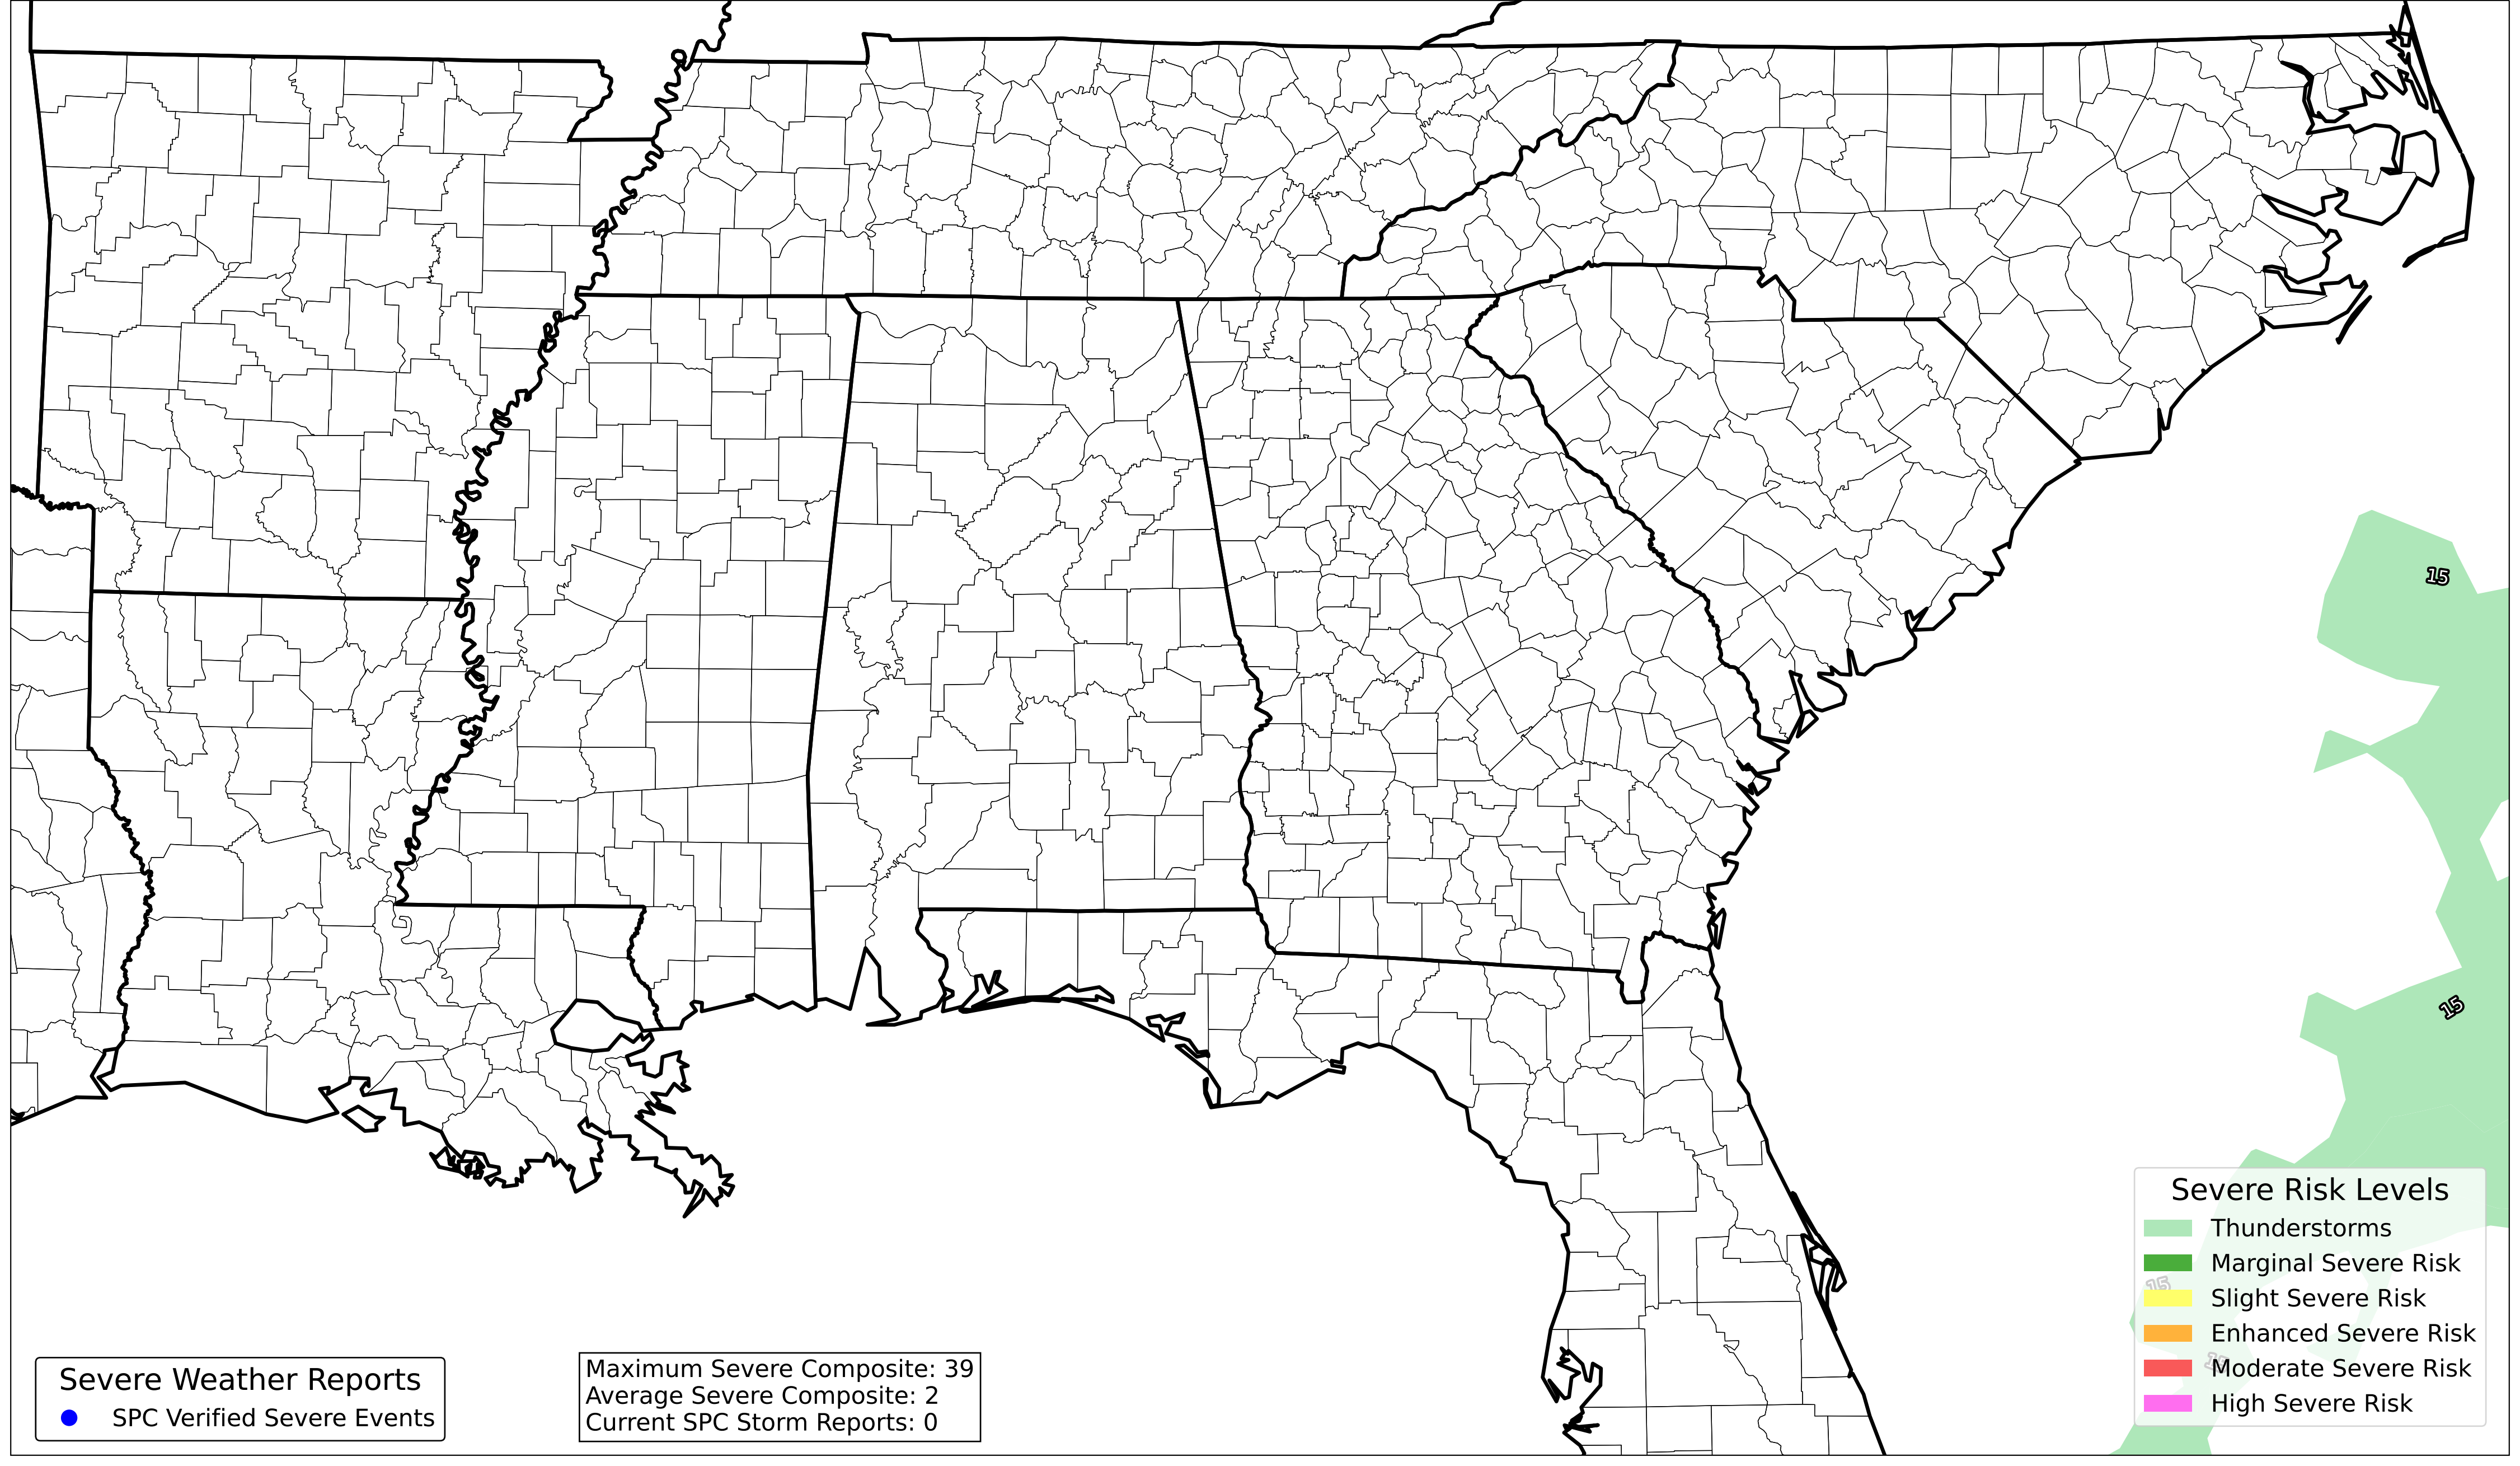 15
15
Severe Risk Levels
Thunderstorms
Marginal Severe Risk
15
Slight Severe Risk
Enhanced Severe Risk
Moderate Severe Risk
High Severe Risk
Severe Weather Reports
SPC Verified Severe Events
Maximum Severe Composite: 39
Average Severe Composite: 2
Current SPC Storm Reports: 0